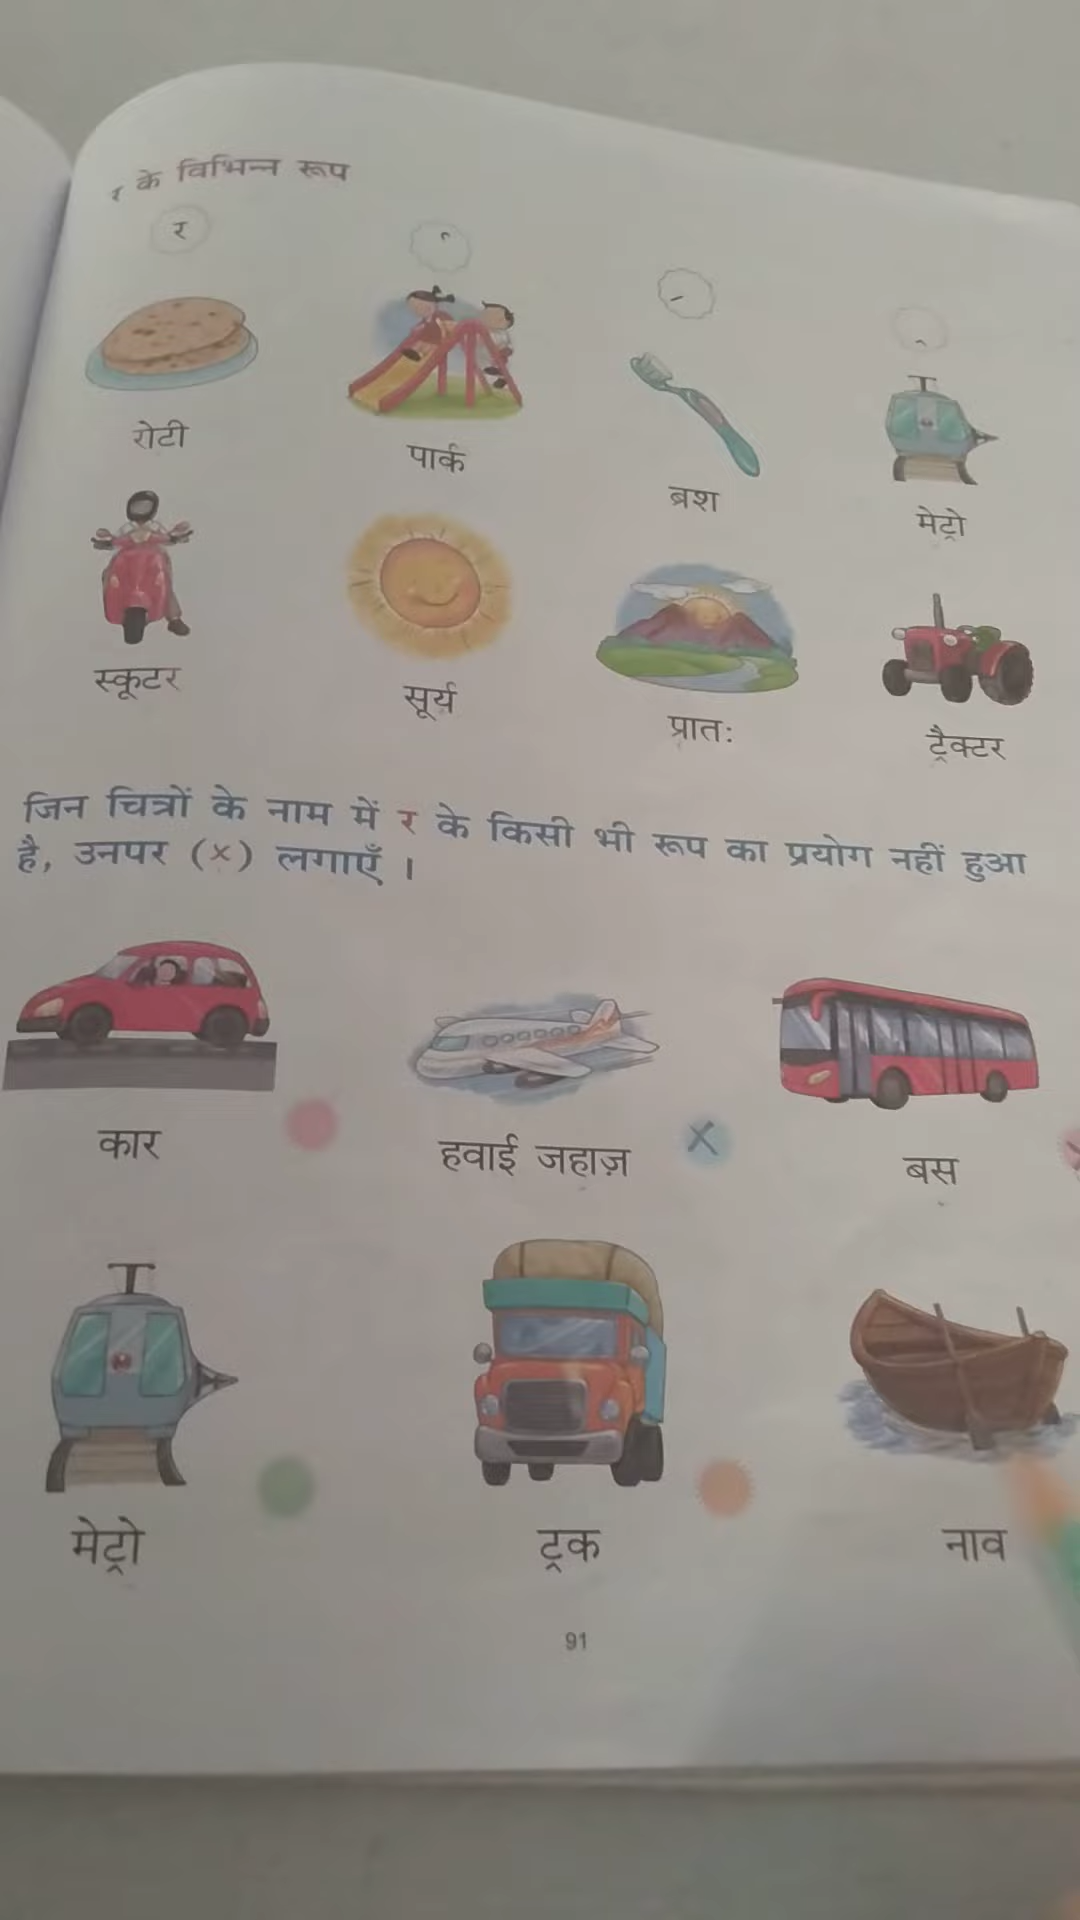 र के विभिन्न रूप
र
रोटी पार्क ब्रश मेट्रो
स्कूटर सूर्य प्रातः ट्रैक्टर
जिन चित्रों के नाम में र के किसी भी रूप का प्रयोग नहीं हुआ
है, उनपर (×) लगाएँ ।
कार हवाई जहाज़ × बस
मेट्रो ट्रक नाव
91